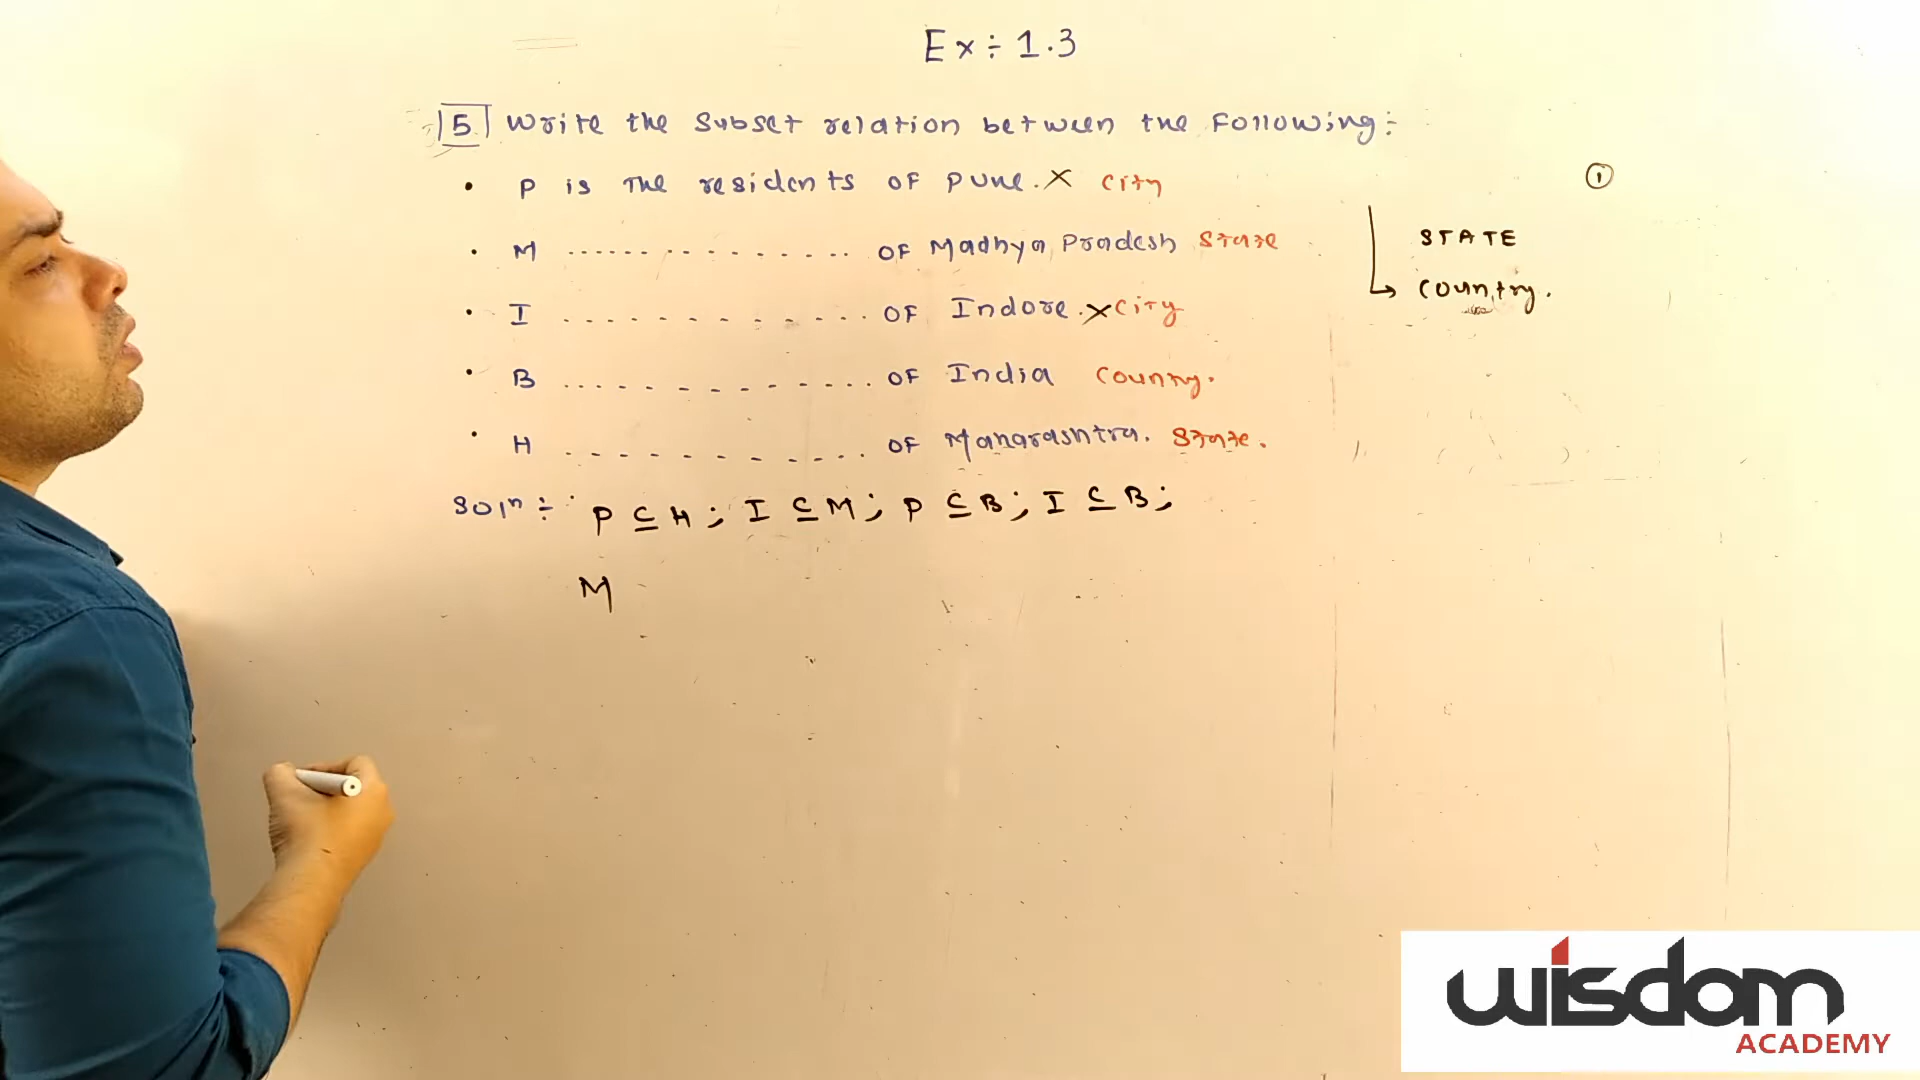 Ex ÷ 1.3
5 Write the Subset relation between the Following :-
• P is The residents OF Pune. X City
①
• M .............. OF Madhya Pradesh State
STATE
• I .............. OF Indore. X City
Country.
• B .............. OF India Country.
• H .............. OF Maharashtra. State.
Solⁿ ÷ P ⊆ H ; I ⊆ M ; P ⊆ B ; I ⊆ B ;
M
wisdom
ACADEMY